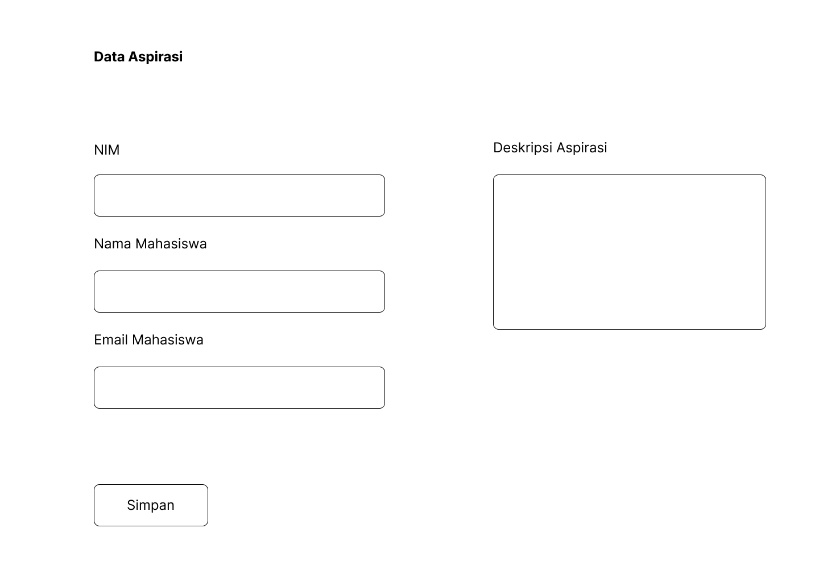 Data Aspirasi
NIM
Nama Mahasiswa
Email Mahasiswa
Deskripsi Aspirasi
Simpan